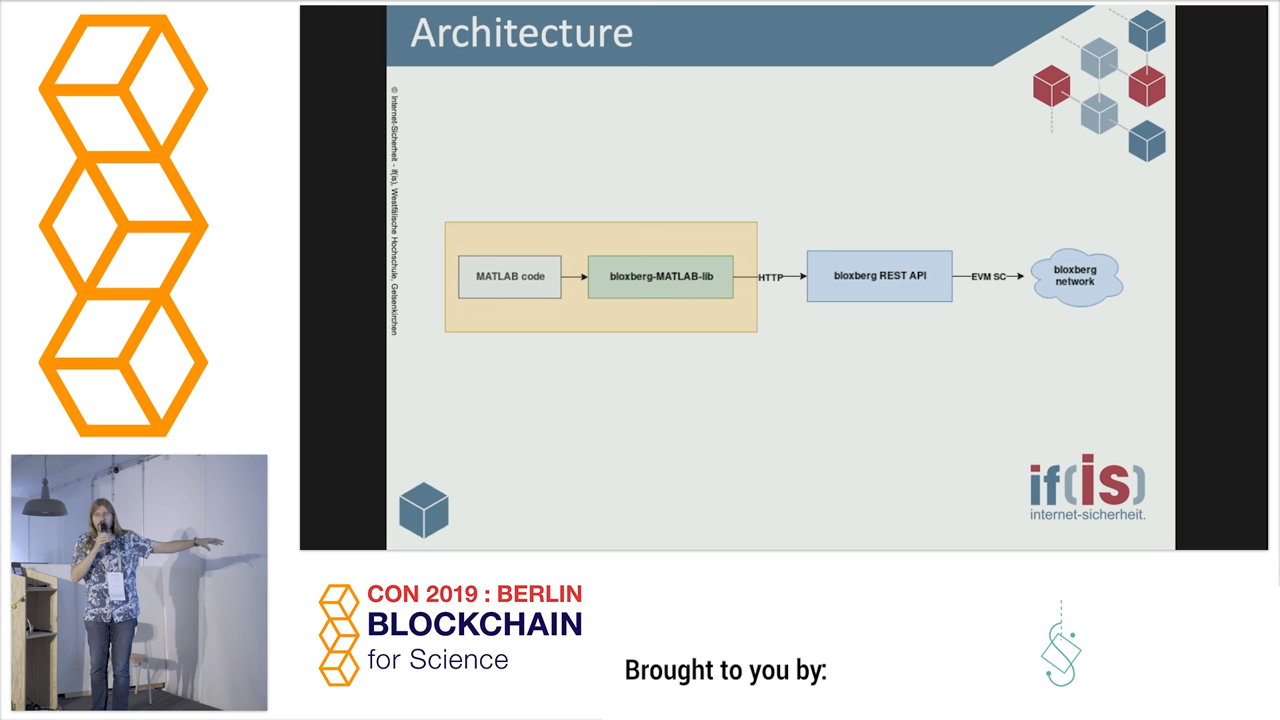 Architecture
© Internet-Sicherheit - if(is), Westfälische Hochschule, Gelsenkirchen
MATLAB code
bloxberg-MATLAB-lib
HTTP
bloxberg REST API
EVM SC
bloxberg
network
if(is)
internet-sicherheit.
CON 2019 : BERLIN
BLOCKCHAIN
for Science
Brought to you by: